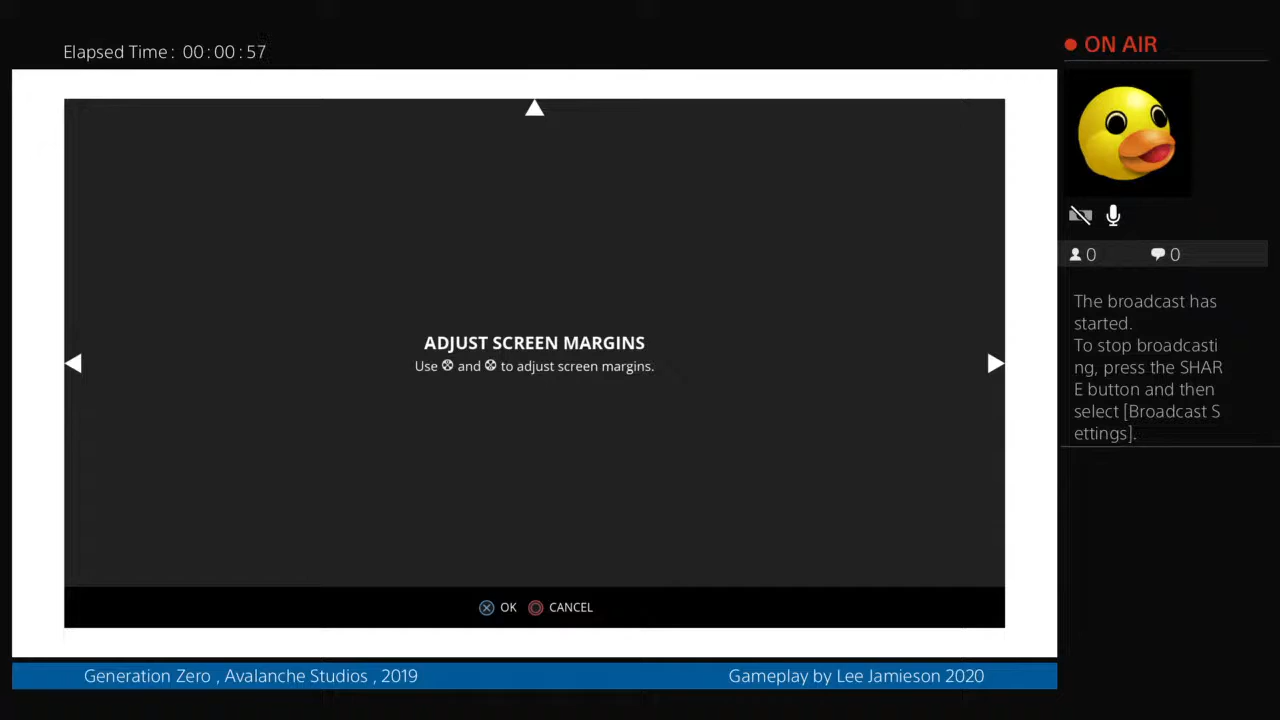 Elapsed Time: 00:00:57
ON AIR
0 0
The broadcast has
started.
To stop broadcasti
ng, press the SHAR
E button and then
select [Broadcast S
ettings].
ADJUST SCREEN MARGINS
Use and to adjust screen margins.
OK CANCEL
Generation Zero , Avalanche Studios , 2019
Gameplay by Lee Jamieson 2020